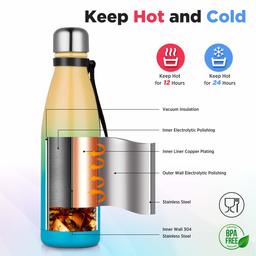 Keep Hot and Cold
Keep Hot
for 12 Hours
Keep Cold
for 24 Hours
Vacuum Insulation
Inner Electrolytic Polishing
Inner Liner Copper Plating
Outer Wall Electrolytic Polishing
Stainless Steel
Inner Wall 304
Stainless Steel
BPA
FREE